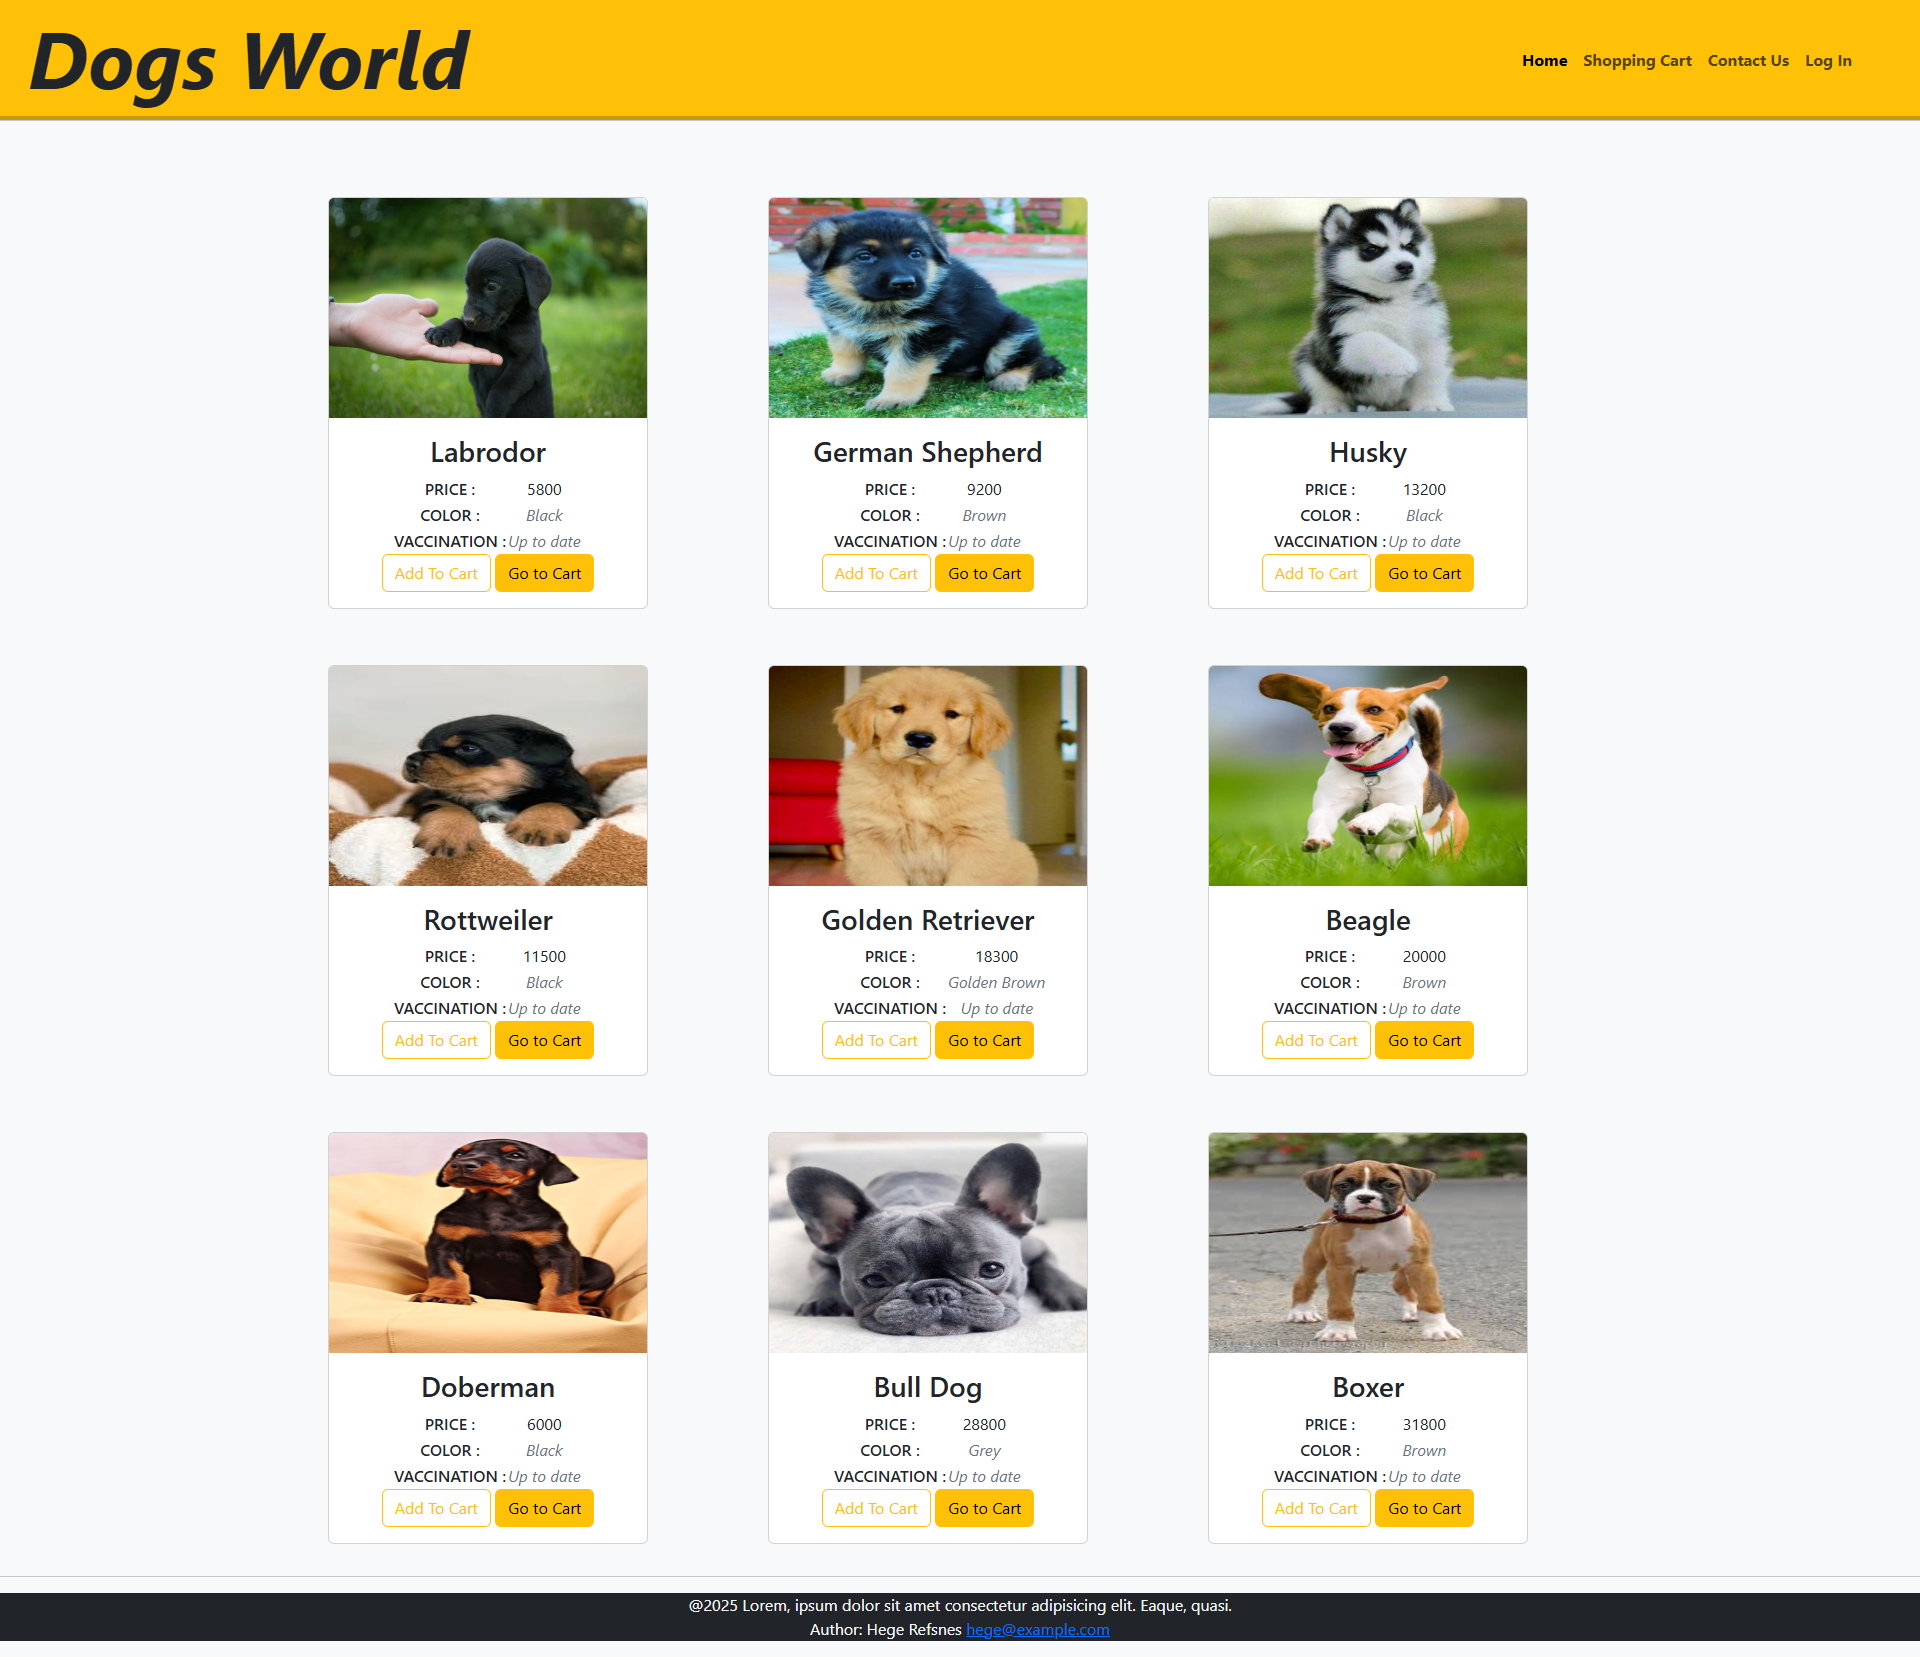 Dogs World
Home Shopping Cart Contact Us Log In
Labrodor
PRICE : 5800
COLOR : Black
VACCINATION : Up to date
Add To Cart Go to Cart
German Shepherd
PRICE : 9200
COLOR : Brown
VACCINATION : Up to date
Add To Cart Go to Cart
Husky
PRICE : 13200
COLOR : Black
VACCINATION : Up to date
Add To Cart Go to Cart
Rottweiler
PRICE : 11500
COLOR : Black
VACCINATION : Up to date
Add To Cart Go to Cart
Golden Retriever
PRICE : 18300
COLOR : Golden Brown
VACCINATION : Up to date
Add To Cart Go to Cart
Beagle
PRICE : 20000
COLOR : Brown
VACCINATION : Up to date
Add To Cart Go to Cart
Doberman
PRICE : 6000
COLOR : Black
VACCINATION : Up to date
Add To Cart Go to Cart
Bull Dog
PRICE : 28800
COLOR : Grey
VACCINATION : Up to date
Add To Cart Go to Cart
Boxer
PRICE : 31800
COLOR : Brown
VACCINATION : Up to date
Add To Cart Go to Cart
@2025 Lorem, ipsum dolor sit amet consectetur adipisicing elit. Eaque, quasi.
Author: Hege Refsnes hege@example.com